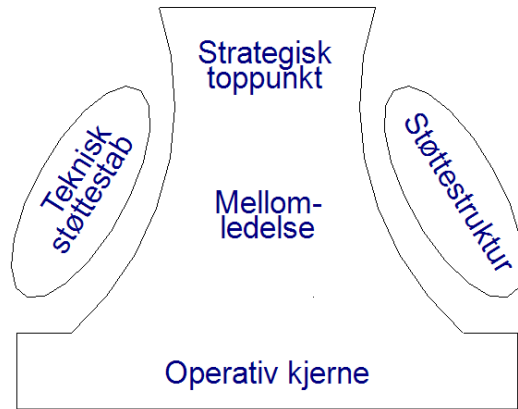 Strategisk
toppunkt
Teknisk
støttestab
Støttestruktur
Mellom-
ledelse
Operativ kjerne